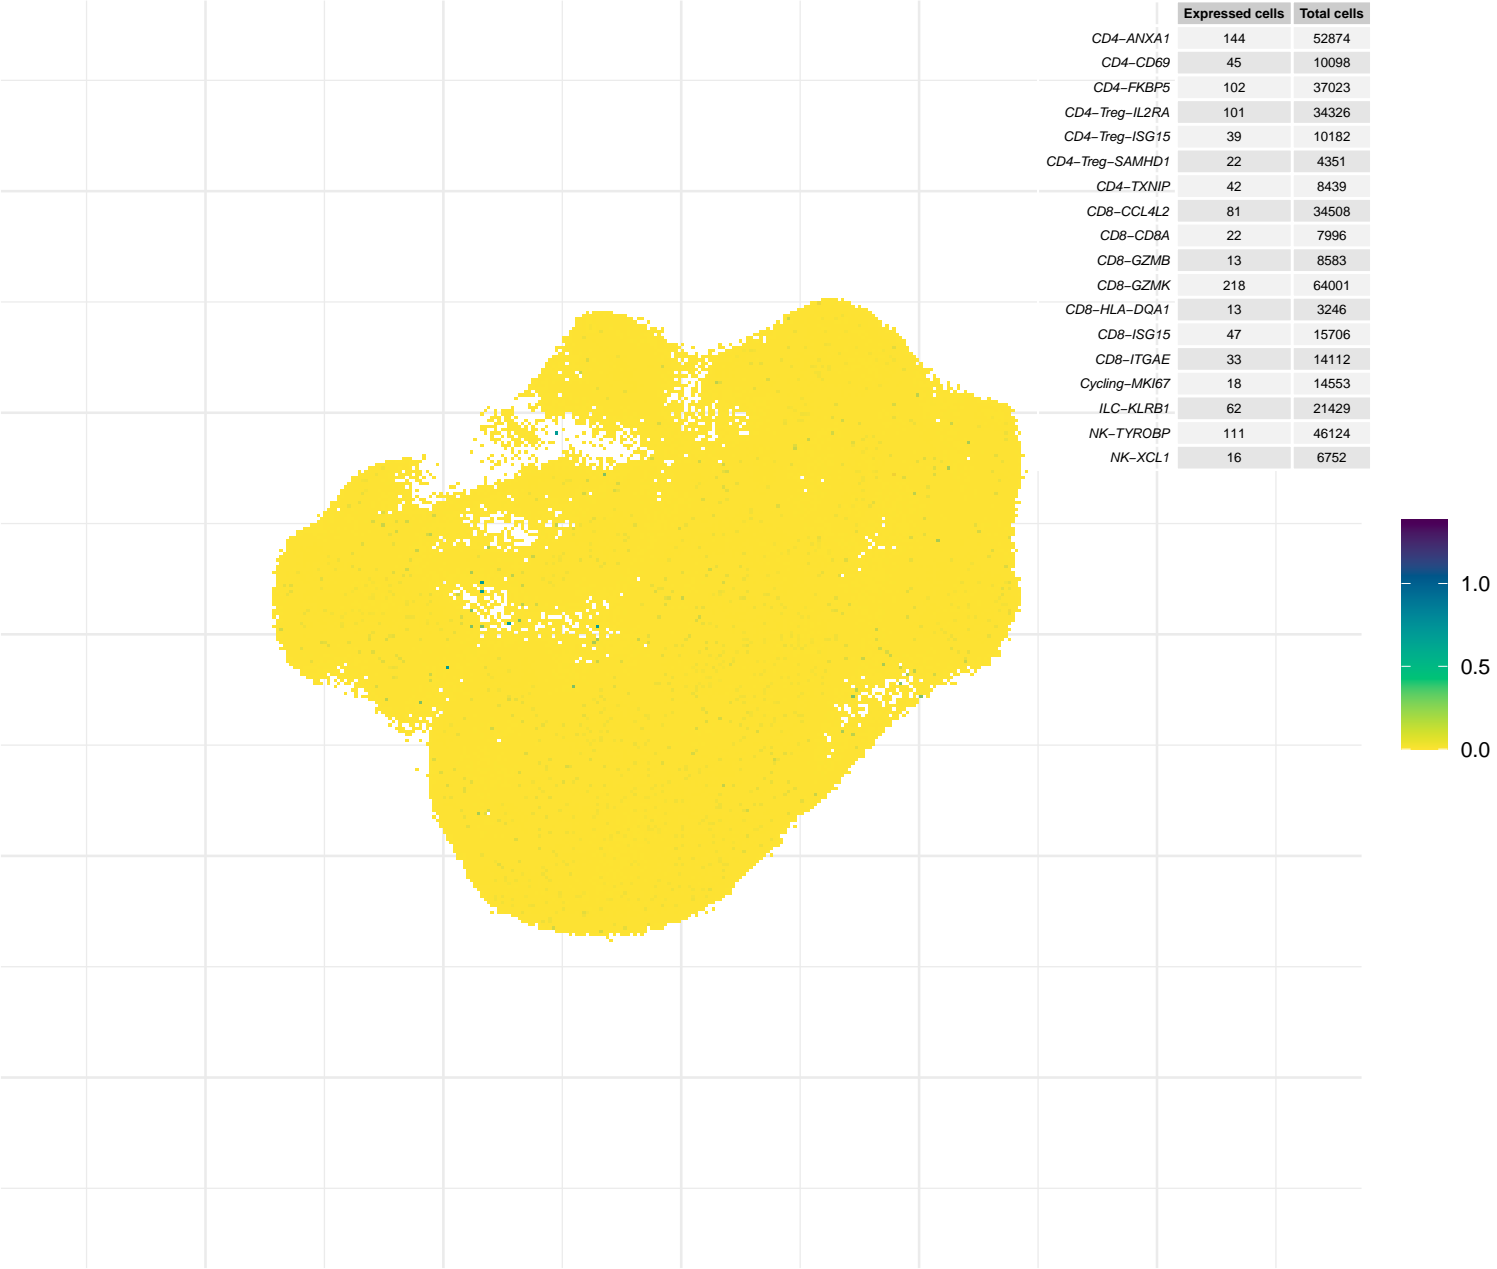 Expressed cells Total cells
CD4−ANXA1 144 52874
CD4−CD69 45 10098
CD4−FKBP5 102 37023
CD4−Treg−IL2RA 101 34326
CD4−Treg−ISG15 39 10182
CD4−Treg−SAMHD1 22 4351
CD4−TXNIP 42 8439
CD8−CCL4L2 81 34508
CD8−CD8A 22 7996
CD8−GZMB 13 8583
CD8−GZMK 218 64001
CD8−HLA−DQA1 13 3246
CD8−ISG15 47 15706
CD8−ITGAE 33 14112
Cycling−MKI67 18 14553
ILC−KLRB1 62 21429
NK−TYROBP 111 46124
NK−XCL1 16 6752
1.0
0.5
0.0